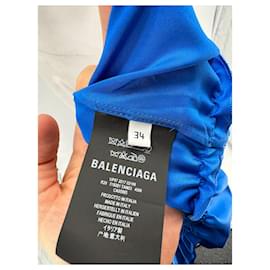 34
BALENCIAGA
PRODOTTO IN ITALIA
MADE IN ITALY
HERGESTELLT IN ITALIEN
FABRIQUÉ EN ITALIE
HECHO EN ITALIA
イタリア製
产地意大利